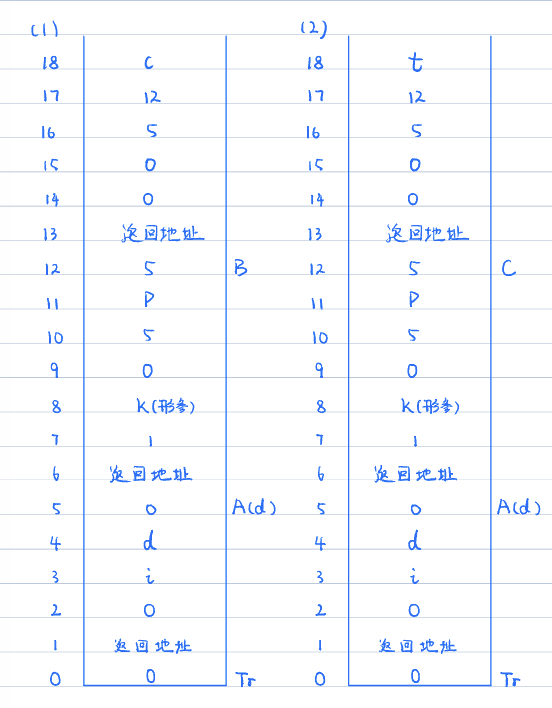 (1) (2)
18 c 18 t
17 12 17 12
16 5 16 5
15 0 15 0
14 0 14 0
13 返回地址 13 返回地址
12 5 B 12 5 C
11 P 11 P
10 5 10 5
9 0 9 0
8 K(形参) 8 K(形参)
7 1 7 1
6 返回地址 6 返回地址
5 0 A(d) 5 0 A(d)
4 d 4 d
3 i 3 i
2 0 2 0
1 返回地址 1 返回地址
0 0 Tr 0 0 Tr